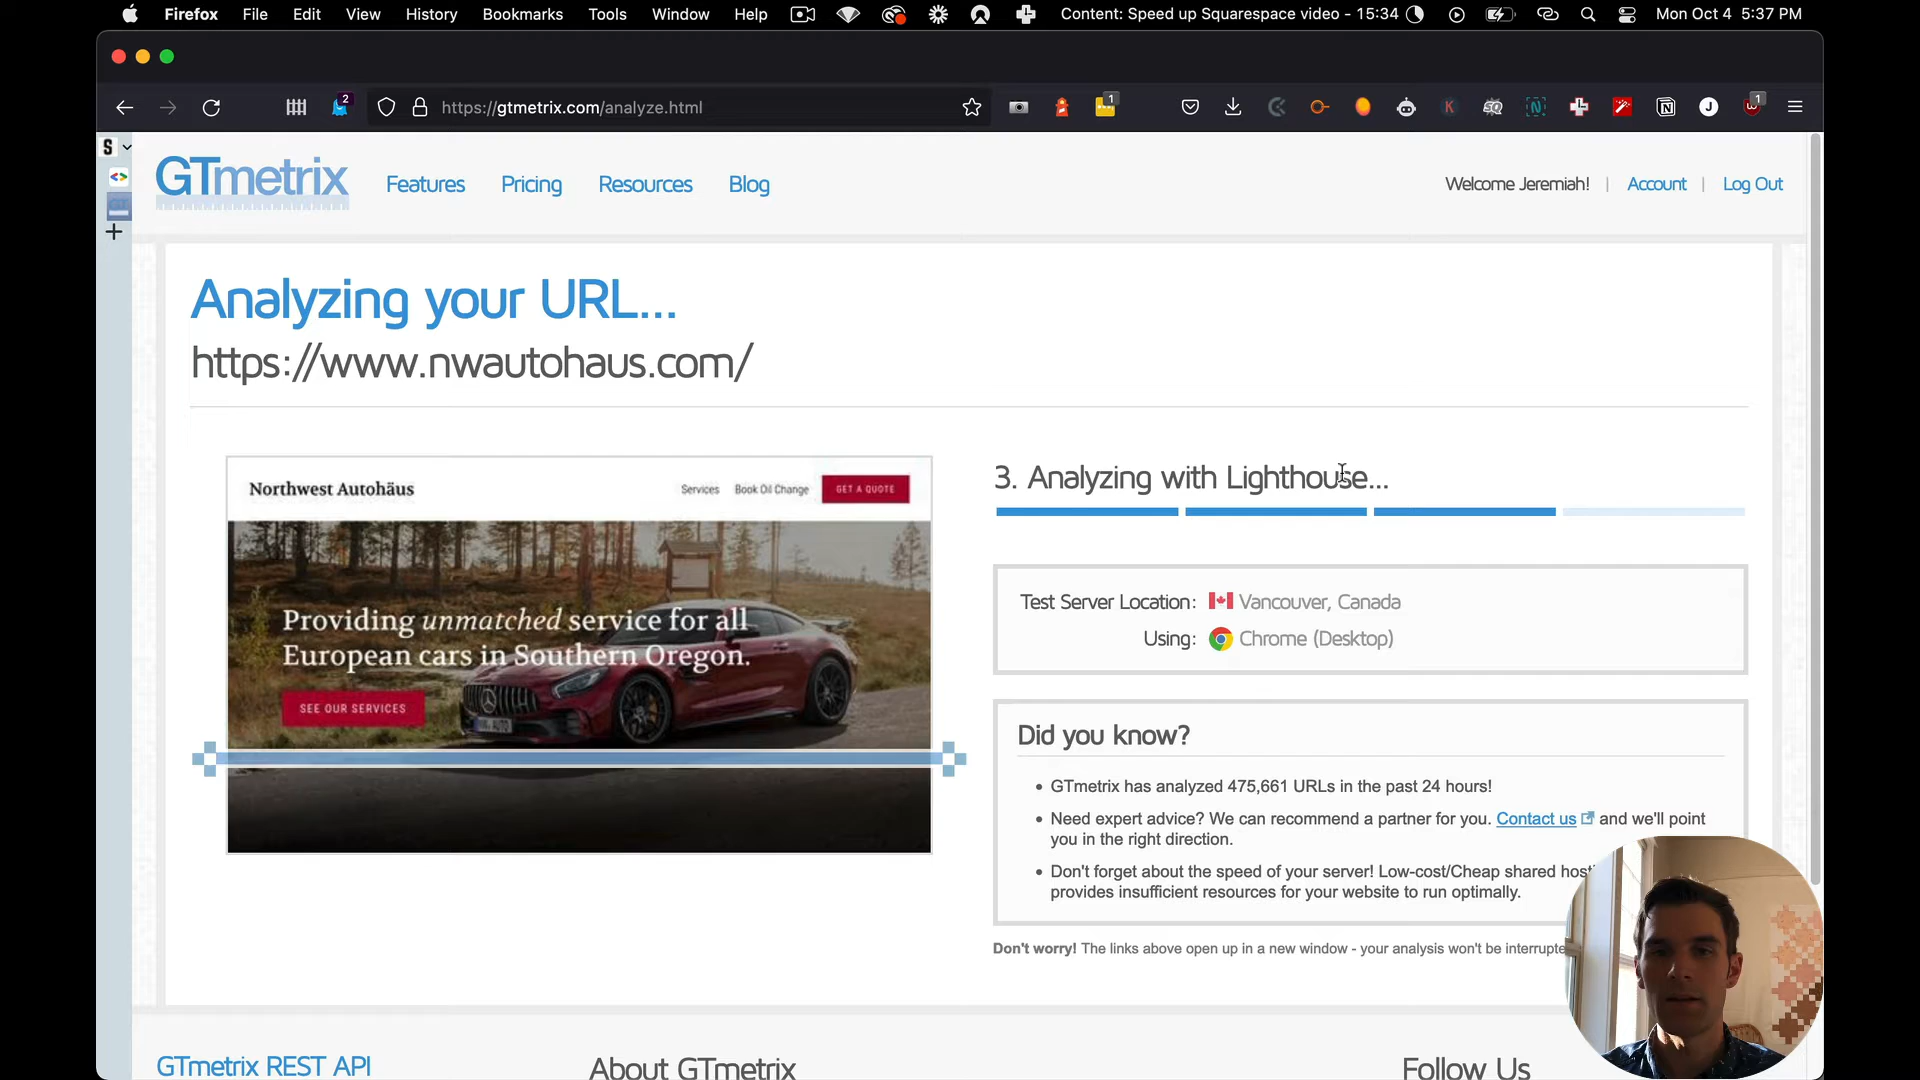 Firefox File Edit View History Bookmarks Tools Window Help Content: Speed up Squarespace video - 15:34 Mon Oct 4 5:37 PM
2 https://gtmetrix.com/analyze.html 1 K SQ N N J 1
S
GTmetrix Features Pricing Resources Blog Welcome Jeremiah! | Account | Log Out
Analyzing your URL...
https://www.nwautohaus.com/
Northwest Autohäus Services Book Oil Change GET A QUOTE
Providing unmatched service for all
European cars in Southern Oregon.
SEE OUR SERVICES
3. Analyzing with Lighthouse...
Test Server Location: Vancouver, Canada
Using: Chrome (Desktop)
Did you know?
• GTmetrix has analyzed 475,661 URLs in the past 24 hours!
• Need expert advice? We can recommend a partner for you. Contact us and we'll point
you in the right direction.
• Don't forget about the speed of your server! Low-cost/Cheap shared
provides insufficient resources for your website to run optimally.
Don't worry! The links above open up in a new window - your analysis won't be
GTmetrix REST API About GTmetrix Follow Us